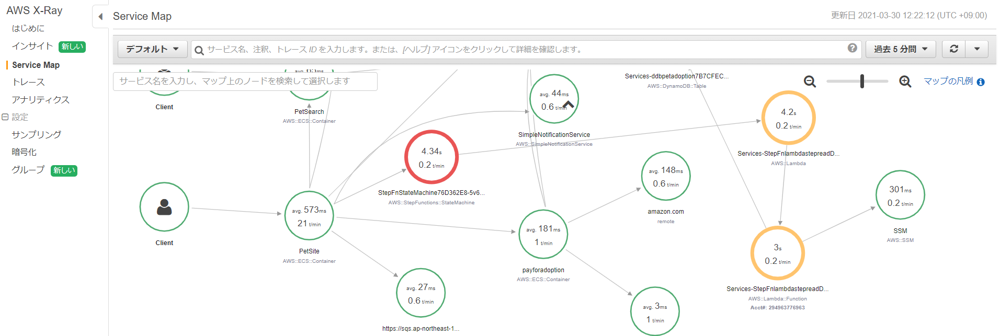 AWS X-Ray
はじめに
インサイト 新しい
Service Map
トレース
アナリティクス
設定
サンプリング
暗号化
グループ 新しい
Service Map
更新日 2021-03-30 12:22:12 (UTC +09:00)
デフォルト
サービス名、注釈、トレース ID を入力します。または、[ヘルプ] アイコンをクリックして詳細を確認します。
過去 5 分間
サービス名を入力し、マップ上のノードを検索して選択します
マップの凡例
Client
PetSearch
AWS::ECS::Container
avg. 44ms
0.6 t/min
SimpleNotificationService
AWS::SimpleNotificationService
Services-ddbpetadoption7B7CFEC...
AWS::DynamoDB::Table
4.2s
0.2 t/min
Services-StepFnlambdastepreadD...
AWS::Lambda
4.34s
0.2 t/min
StepFnStateMachine76D362E8-5v6...
AWS::StepFunctions::StateMachine
avg. 148ms
0.6 t/min
amazon.com
remote
301ms
0.2 t/min
SSM
AWS::SSM
Client
avg. 573ms
21 t/min
PetSite
AWS::ECS::Container
avg. 181ms
1 t/min
payforadoption
AWS::ECS::Container
3s
0.2 t/min
Services-StepFnlambdastepreadD...
AWS::Lambda::Function
Acct#: 294963776963
avg. 27ms
0.6 t/min
https://sqs.ap-northeast-1...
avg. 3ms
1 t/min